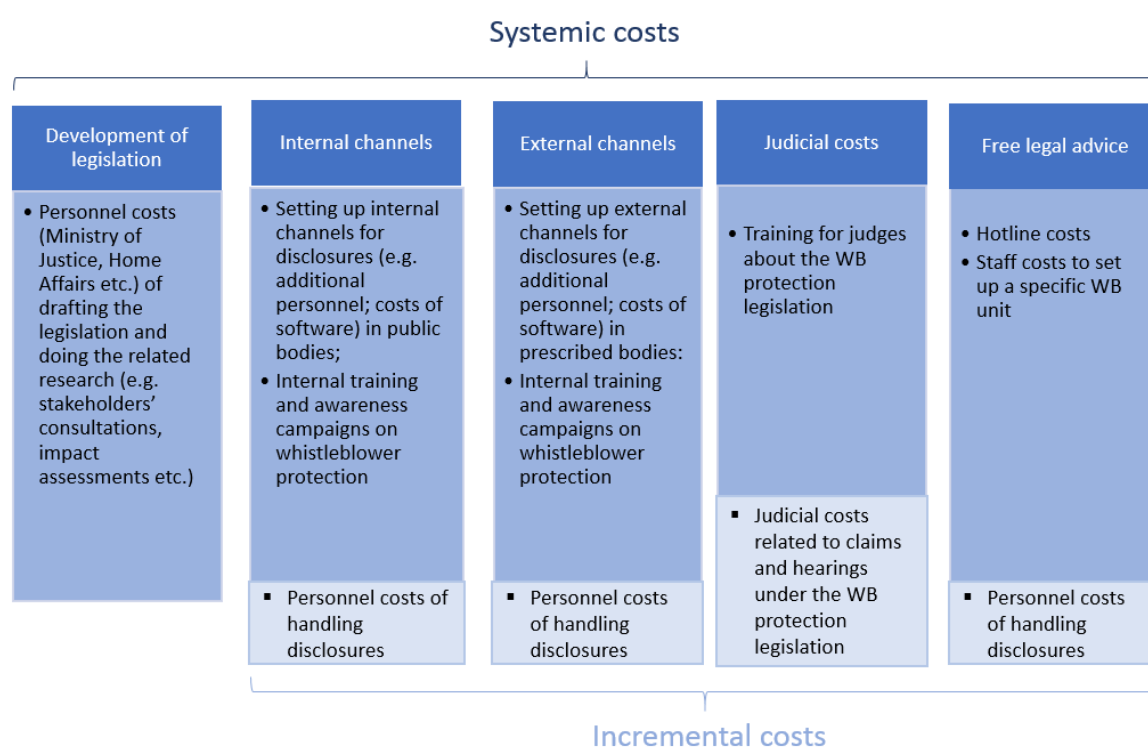 Systemic costs
Development of
legislation
• Personnel costs
(Ministry of
Justice, Home
Affairs etc.) of
drafting the
legislation and
doing the related
research (e.g.
stakeholders’
consultations,
impact
assessments etc.)
Internal channels
• Setting up internal
channels for
disclosures (e.g.
additional
personnel; costs of
software) in public
bodies;
• Internal training
and awareness
campaigns on
whistleblower
protection
▪ Personnel costs of
handling
disclosures
External channels
• Setting up external
channels for
disclosures (e.g.
additional
personnel; costs of
software) in
prescribed bodies:
• Internal training
and awareness
campaigns on
whistleblower
protection
▪ Personnel costs
of handling
disclosures
Judicial costs
• Training for judges
about the WB
protection
legislation
▪ Judicial costs
related to claims
and hearings
under the WB
protection
legislation
Free legal advice
• Hotline costs
• Staff costs to set
up a specific WB
unit
▪ Personnel costs
of handling
disclosures
Incremental costs